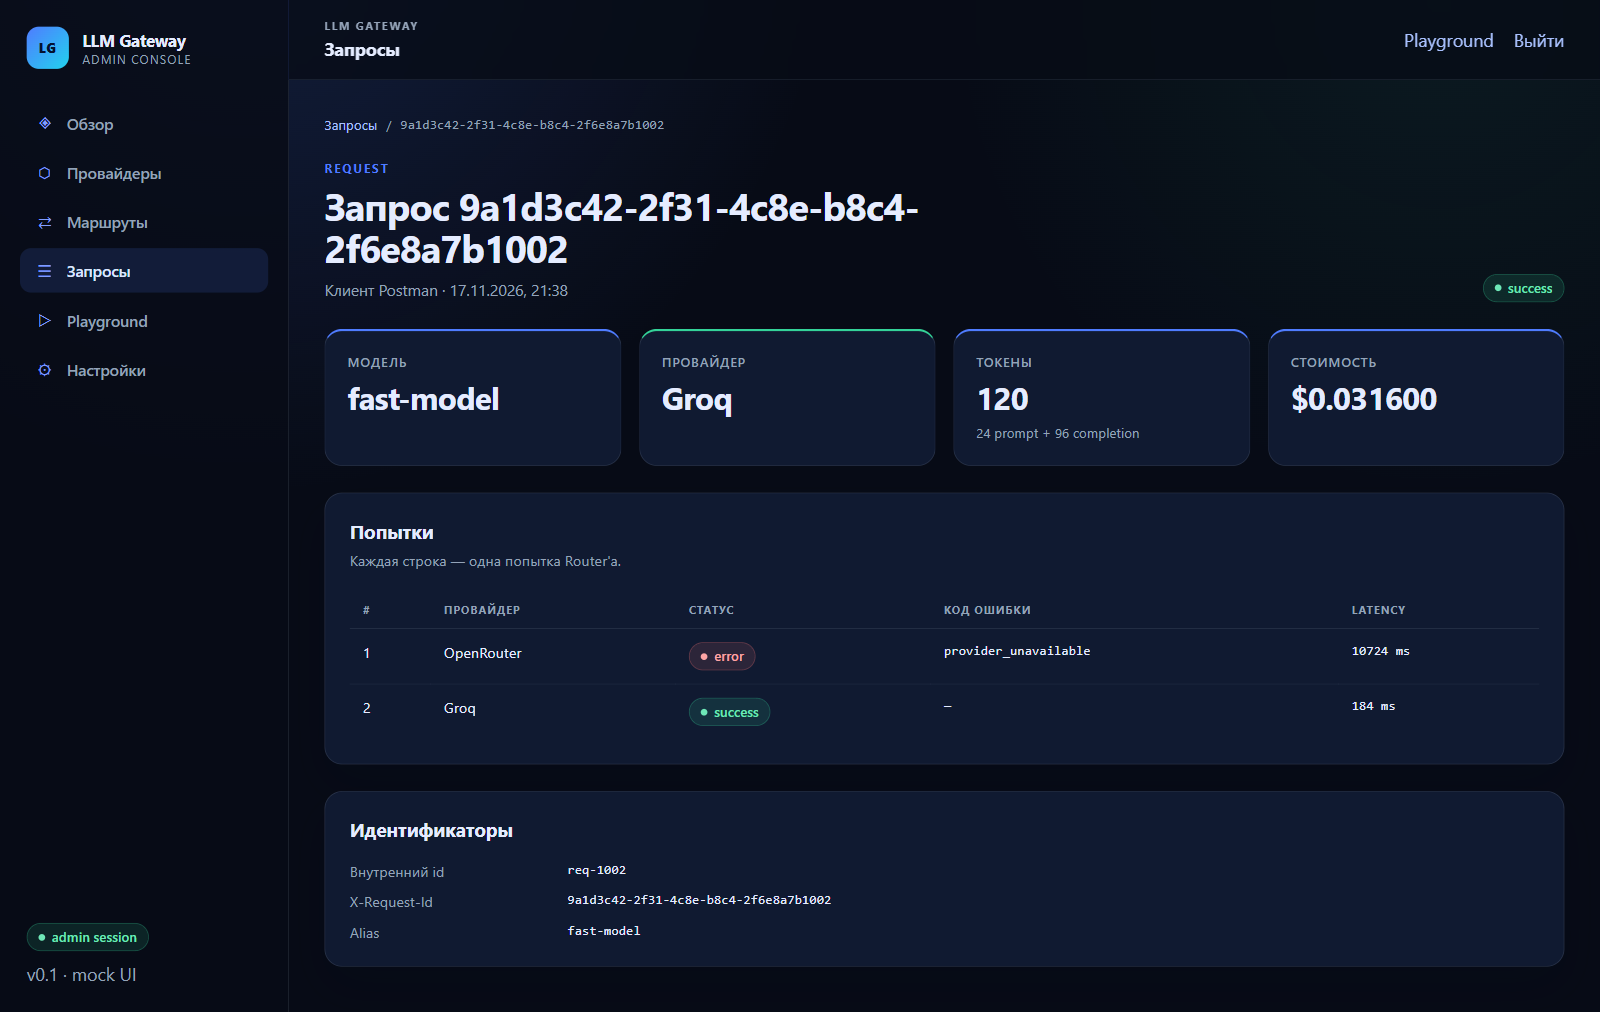 LG
LLM Gateway
ADMIN CONSOLE
Обзор
Провайдеры
Маршруты
Запросы
Playground
Настройки
admin session
v0.1 · mock UI
LLM GATEWAY
Запросы
Playground
Выйти
Запросы / 9a1d3c42-2f31-4c8e-b8c4-2f6e8a7b1002
REQUEST
Запрос 9a1d3c42-2f31-4c8e-b8c4-
2f6e8a7b1002
Клиент Postman · 17.11.2026, 21:38
success
МОДЕЛЬ
fast-model
ПРОВАЙДЕР
Groq
ТОКЕНЫ
120
24 prompt + 96 completion
СТОИМОСТЬ
$0.031600
Попытки
Каждая строка — одна попытка Router'а.
# ПРОВАЙДЕР СТАТУС КОД ОШИБКИ LATENCY
1 OpenRouter error provider_unavailable 10724 ms
2 Groq success — 184 ms
Идентификаторы
Внутренний id req-1002
X-Request-Id 9a1d3c42-2f31-4c8e-b8c4-2f6e8a7b1002
Alias fast-model